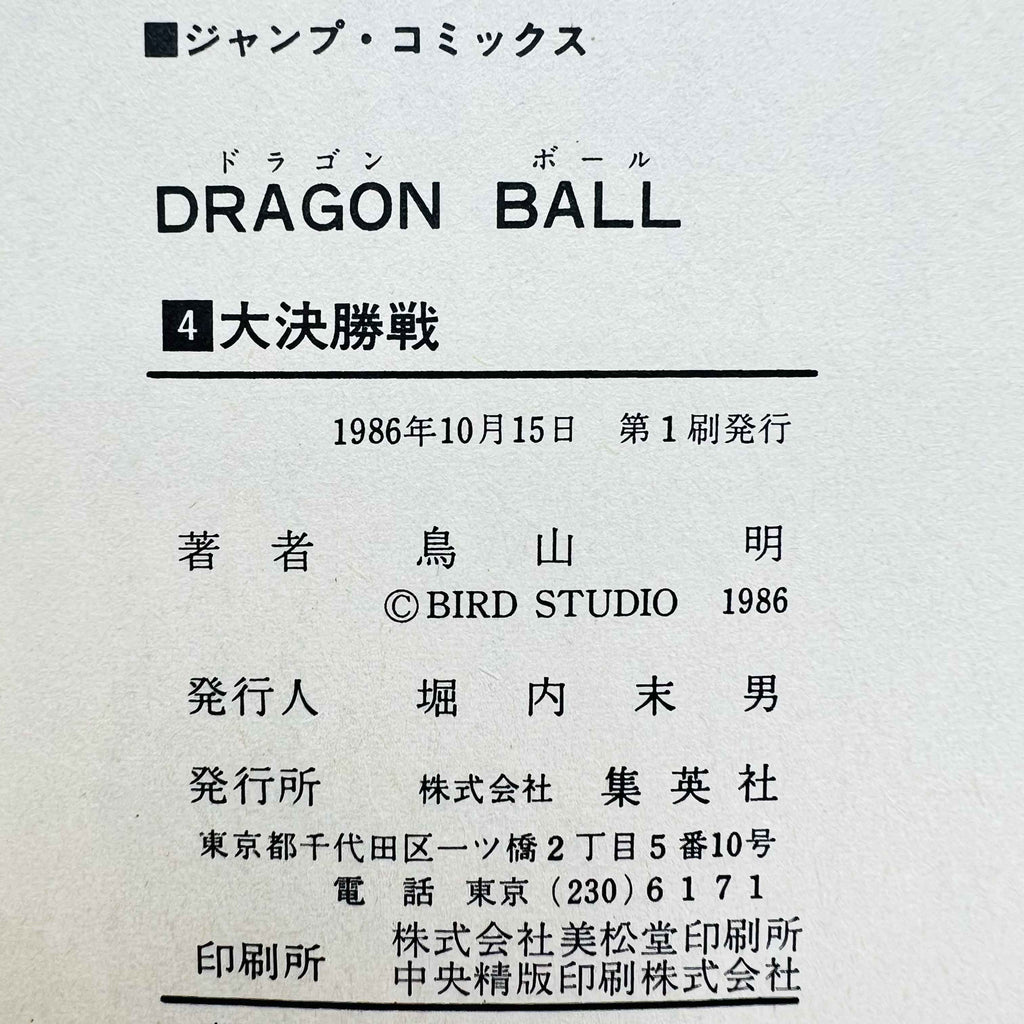 ■ジャンプ・コミックス
ドラゴン ボール
DRAGON BALL
4 大決勝戦
1986年10月15日 第1刷発行
著者 鳥山 明
©BIRD STUDIO 1986
発行人 堀内末男
発行所 株式会社 集英社
東京都千代田区一ツ橋2丁目5番10号
電話 東京(230)6171
印刷所 株式会社美松堂印刷所
中央精版印刷株式会社